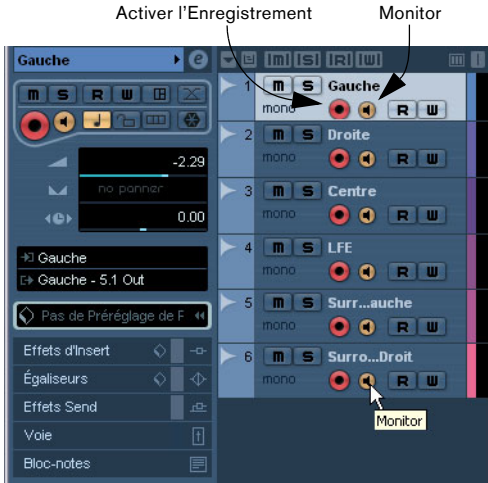 Activer l'Enregistrement Monitor
Gauche e
m S R W
-2.29
no panner
0.00
Gauche
Gauche - 5.1 Out
Pas de Préréglage de F
Effets d'Insert
Égaliseurs
Effets Send
Voie
Bloc-notes
m S R W
1 m S Gauche
mono R W
2 m S Droite
mono R W
3 m S Centre
mono R W
4 m S LFE
mono R W
5 m S Surr...auche
mono R W
6 m S Surro...Droit
mono R W
Monitor